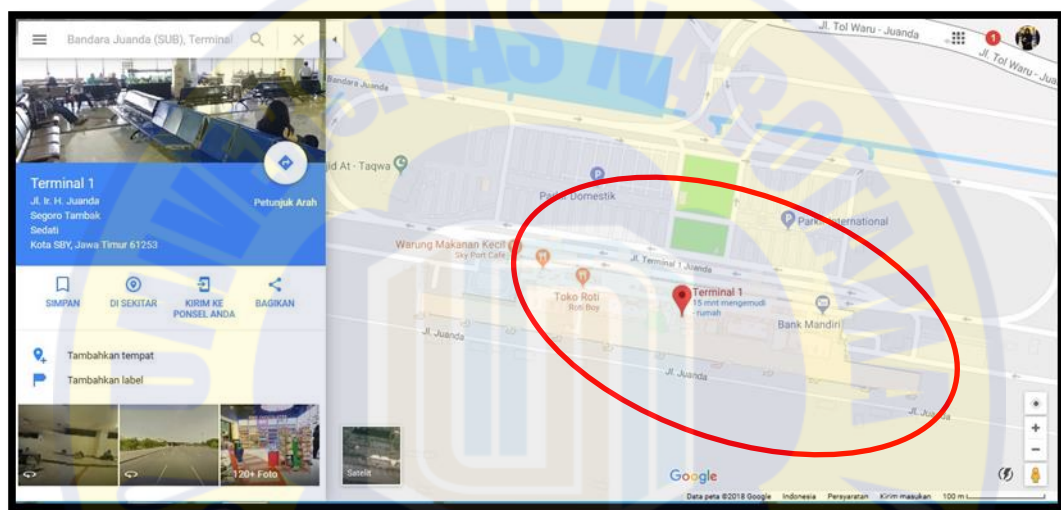 Bandara Juanda (SUB), Terminal
Terminal 1
Jl. Ir. H. Juanda
Segoro Tambak
Sedati
Kota SBY, Jawa Timur 61253
Petunjuk Arah
SIMPAN
DI SEKITAR
KIRIM KE
PONSEL ANDA
BAGIKAN
Tambahkan tempat
Tambahkan label
120+ Foto
Jl. Tol Waru - Juanda
1
Jl. Tol Waru - Jua
Bandara Juanda
jid At - Taqwa
Parkir Domestik
Parkir International
Warung Makanan Kecil
Sky Port Cafe
Jl. Terminal 1 Juanda
Toko Roti
Roti Boy
Terminal 1
15 mnt mengemudi
- rumah
Bank Mandiri
Jl. Juanda
Jl. Juanda
Jl. Juanda
Satelit
Google
Data peta ©2018 Google Indonesia Persyaratan Kirim masukan 100 m